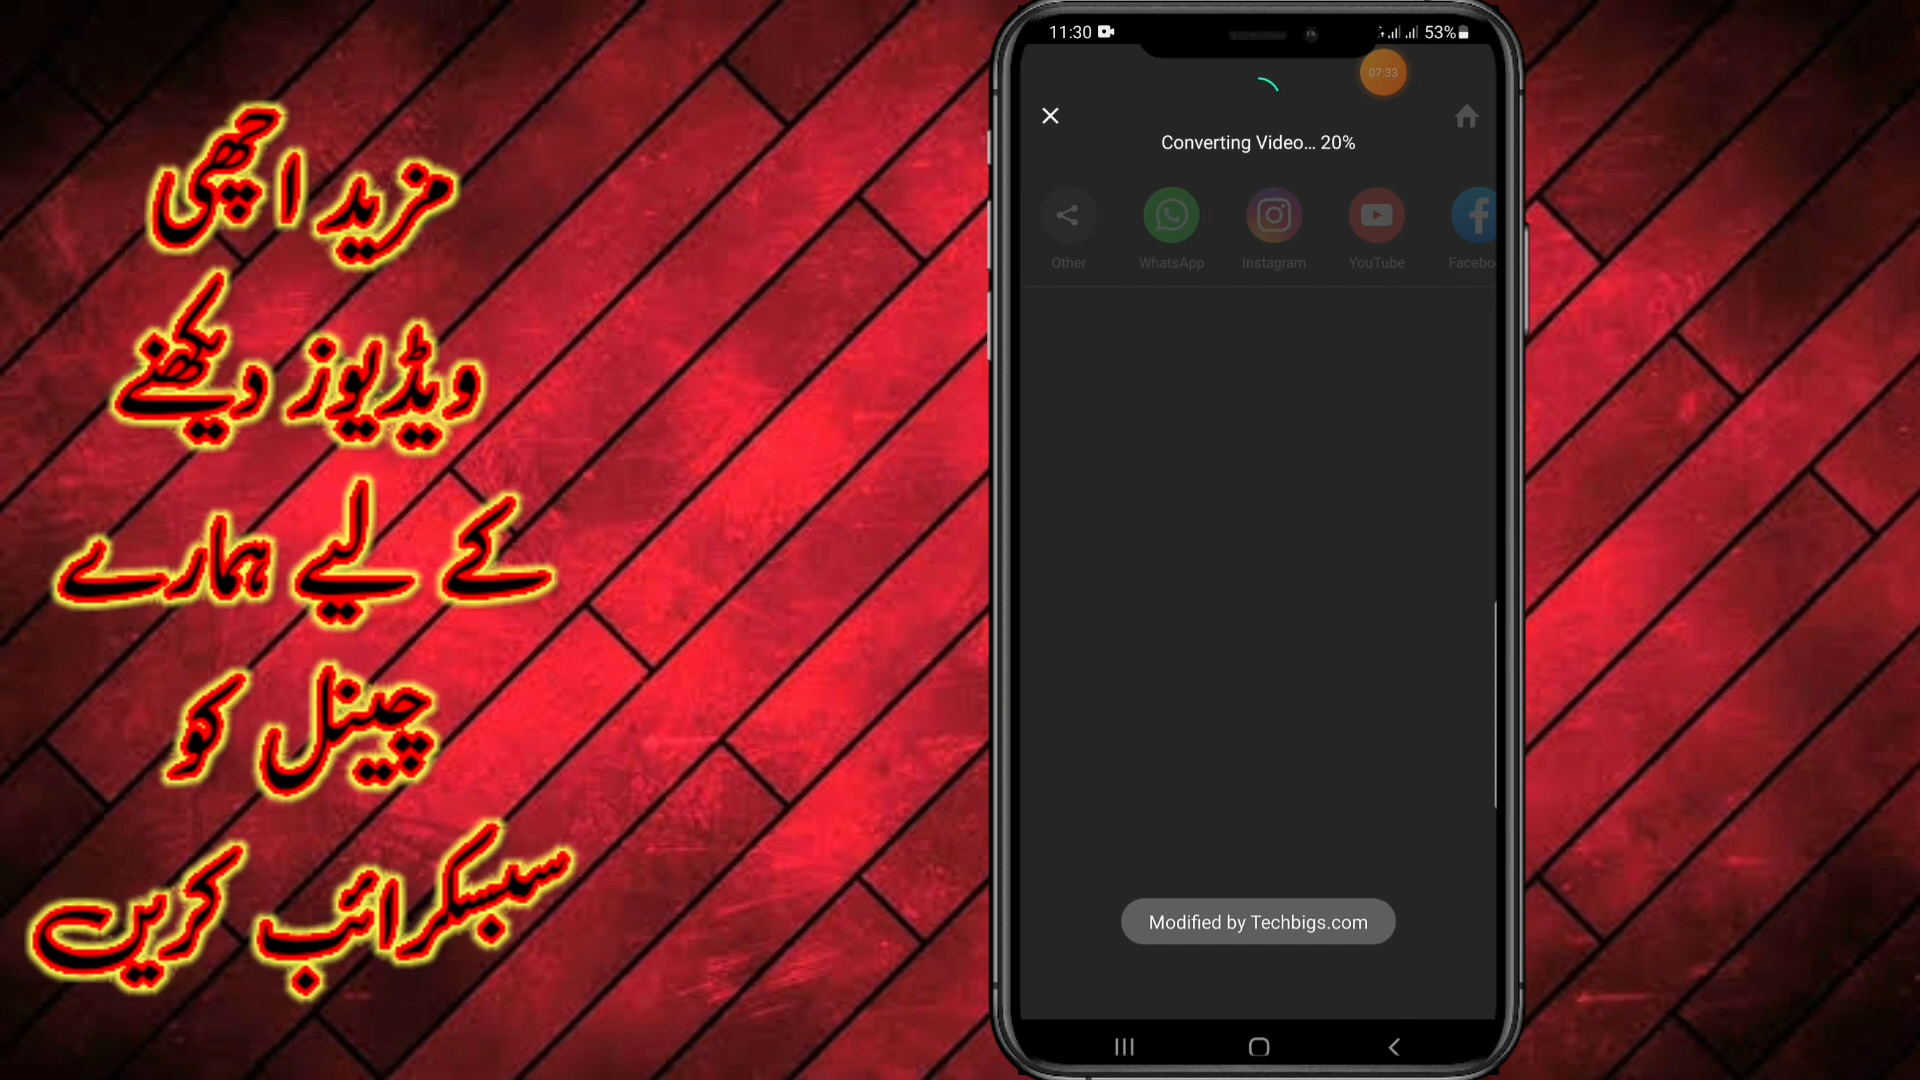 مزید اچھی
ویڈیوز دیکھنے
کے لیے ہمارے
چینل کو
سبسکرائب کریں
11:30
53%
07:33
Converting Video... 20%
Other
WhatsApp
Instagram
YouTube
Facebo
Modified by Techbigs.com